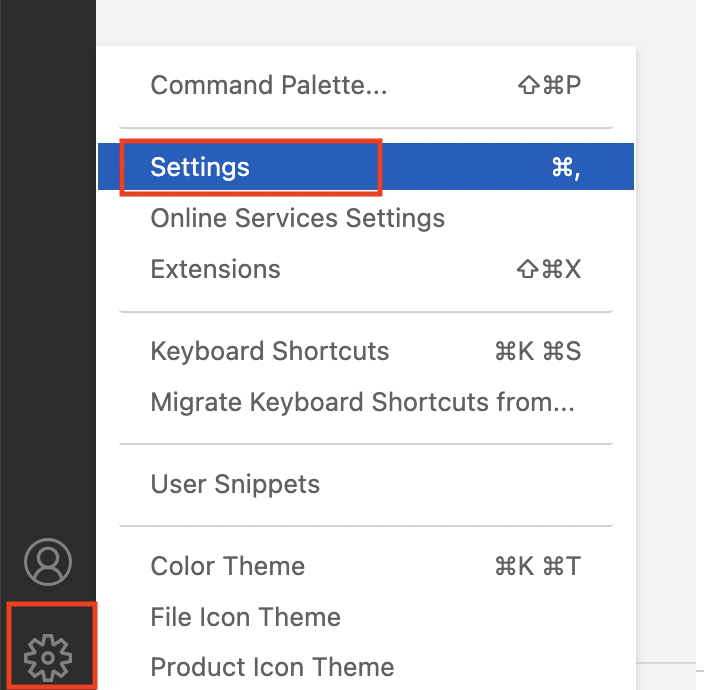 Command Palette... ⇧⌘P
Settings ⌘,
Online Services Settings
Extensions ⇧⌘X
Keyboard Shortcuts ⌘K ⌘S
Migrate Keyboard Shortcuts from...
User Snippets
Color Theme ⌘K ⌘T
File Icon Theme
Product Icon Theme